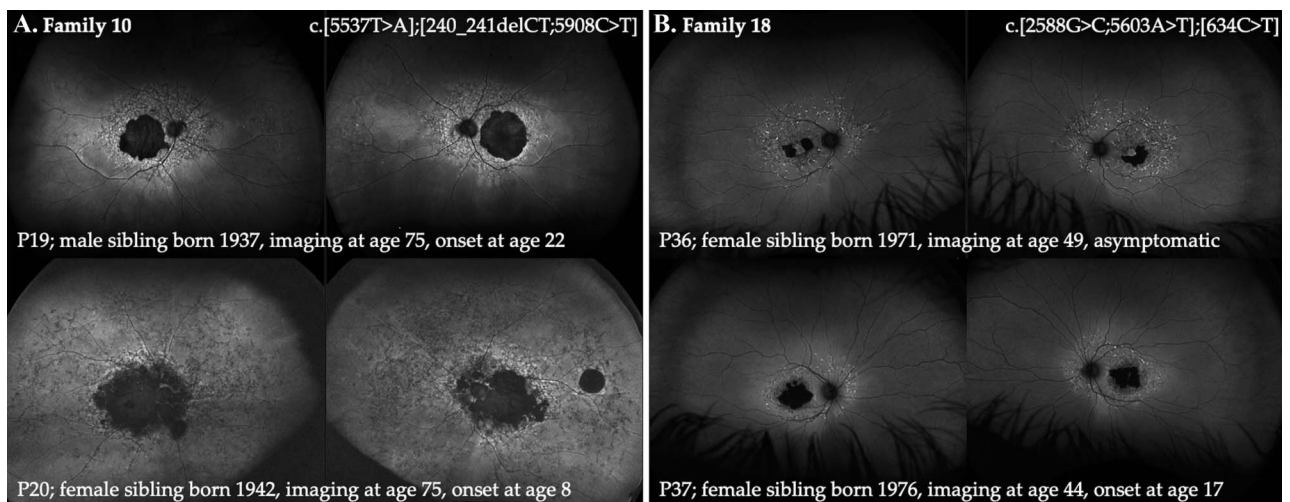 A. Family 10
c.[5537T>A];[240_241delCT;5908C>T]
P19; male sibling born 1937, imaging at age 75, onset at age 22
P20; female sibling born 1942, imaging at age 75, onset at age 8
B. Family 18
c.[2588G>C;5603A>T];[634C>T]
P36; female sibling born 1971, imaging at age 49, asymptomatic
P37; female sibling born 1976, imaging at age 44, onset at age 17